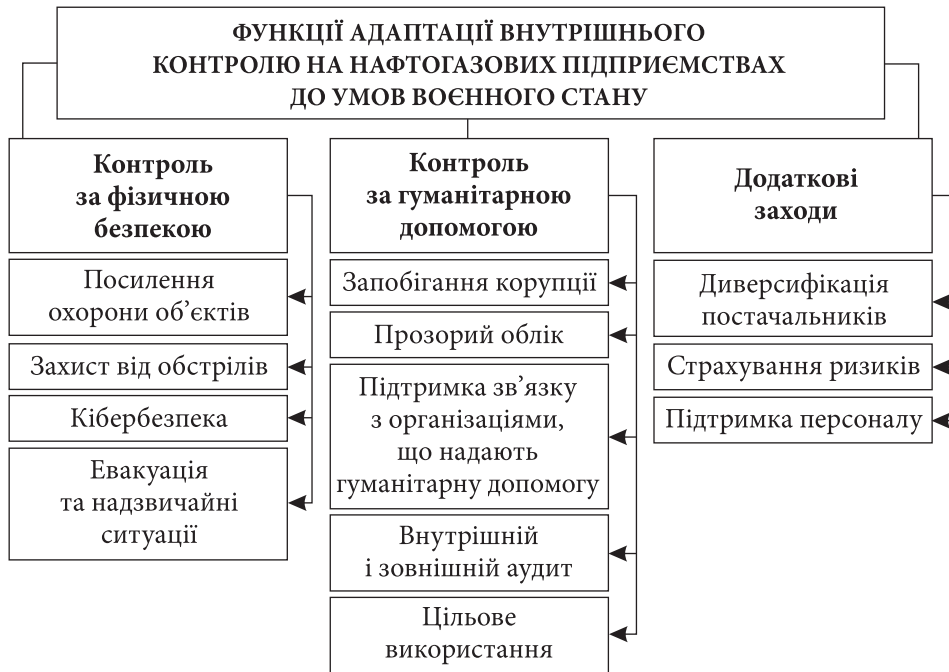 ФУНКЦІЇ АДАПТАЦІЇ ВНУТРІШНЬОГО
КОНТРОЛЮ НА НАФТОГАЗОВИХ ПІДПРИЄМСТВАХ
ДО УМОВ ВОЄННОГО СТАНУ
Контроль
за фізичною
безпекою
Посилення
охорони об’єктів
Захист від обстрілів
Кібербезпека
Евакуація
та надзвичайні
ситуації
Контроль
за гуманітарною
допомогою
Запобігання корупції
Прозорий облік
Підтримка зв’язку
з організаціями,
що надають
гуманітарну допомогу
Внутрішній
і зовнішній аудит
Цільове
використання
Додаткові
заходи
Диверсифікація
постачальників
Страхування ризиків
Підтримка персоналу